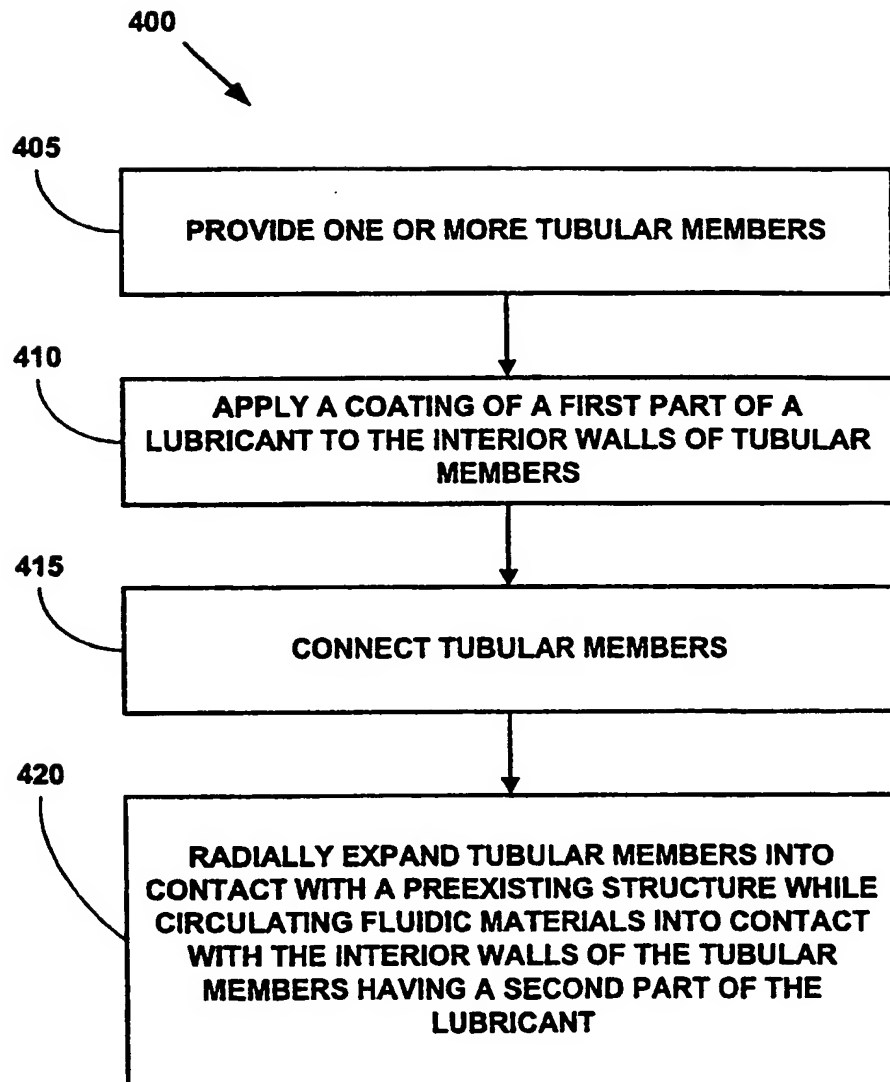 400
405
PROVIDE ONE OR MORE TUBULAR MEMBERS
410
APPLY A COATING OF A FIRST PART OF A
LUBRICANT TO THE INTERIOR WALLS OF TUBULAR
MEMBERS
415
CONNECT TUBULAR MEMBERS
420
RADIALLY EXPAND TUBULAR MEMBERS INTO
CONTACT WITH A PREEXISTING STRUCTURE WHILE
CIRCULATING FLUIDIC MATERIALS INTO CONTACT
WITH THE INTERIOR WALLS OF THE TUBULAR
MEMBERS HAVING A SECOND PART OF THE
LUBRICANT